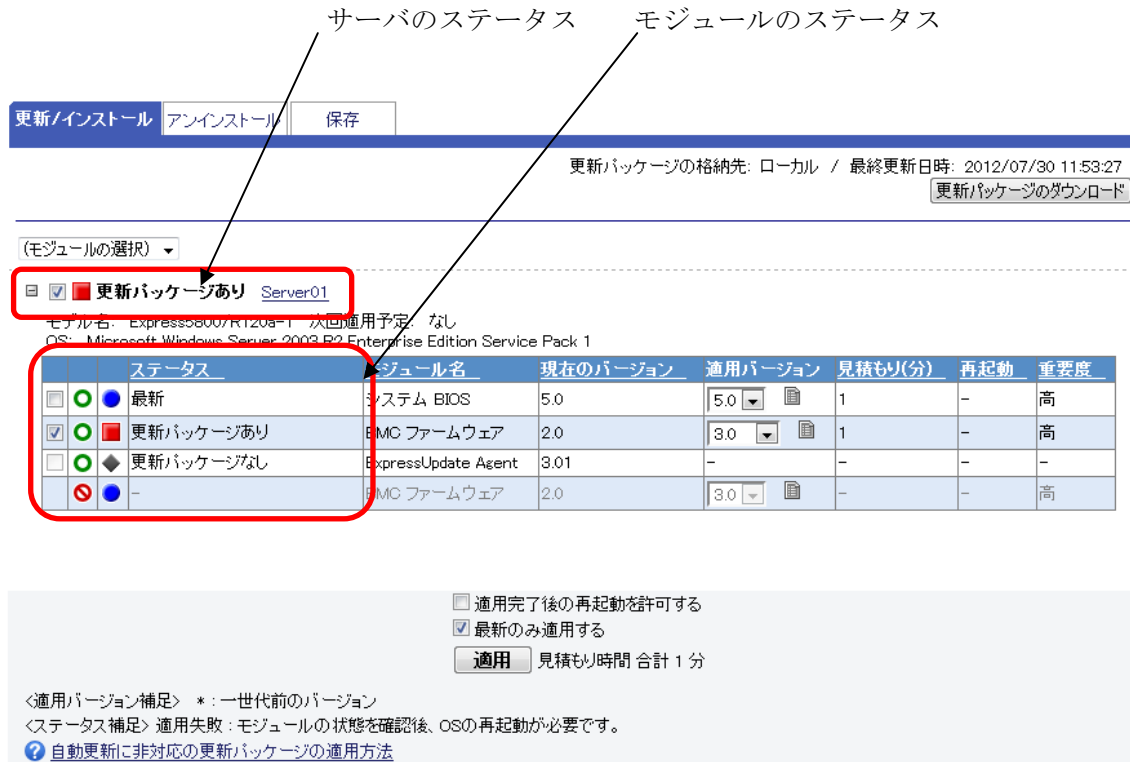 サーバのステータス モジュールのステータス
更新/インストール アンインストール 保存
更新パッケージの格納先: ローカル / 最終更新日時: 2012/07/30 11:53:27
更新パッケージのダウンロード
(モジュールの選択)
更新パッケージあり Server01
モデル名: Express5800/R120a-1 次回適用予定: なし
OS: Microsoft Windows Server 2003 R2 Enterprise Edition Service Pack 1
ステータス モジュール名 現在のバージョン 適用バージョン 見積もり(分) 再起動 重要度
最新 システム BIOS 5.0 5.0 1 - 高
更新パッケージあり BMC ファームウェア 2.0 3.0 1 - 高
更新パッケージなし ExpressUpdate Agent 3.01 - - - -
- BMC ファームウェア 2.0 3.0 - - 高
適用完了後の再起動を許可する
最新のみ適用する
適用 見積もり時間 合計 1 分
<適用バージョン補足> * : 一世代前のバージョン
<ステータス補足> 適用失敗 : モジュールの状態を確認後、OSの再起動が必要です。
自動更新に非対応の更新パッケージの適用方法